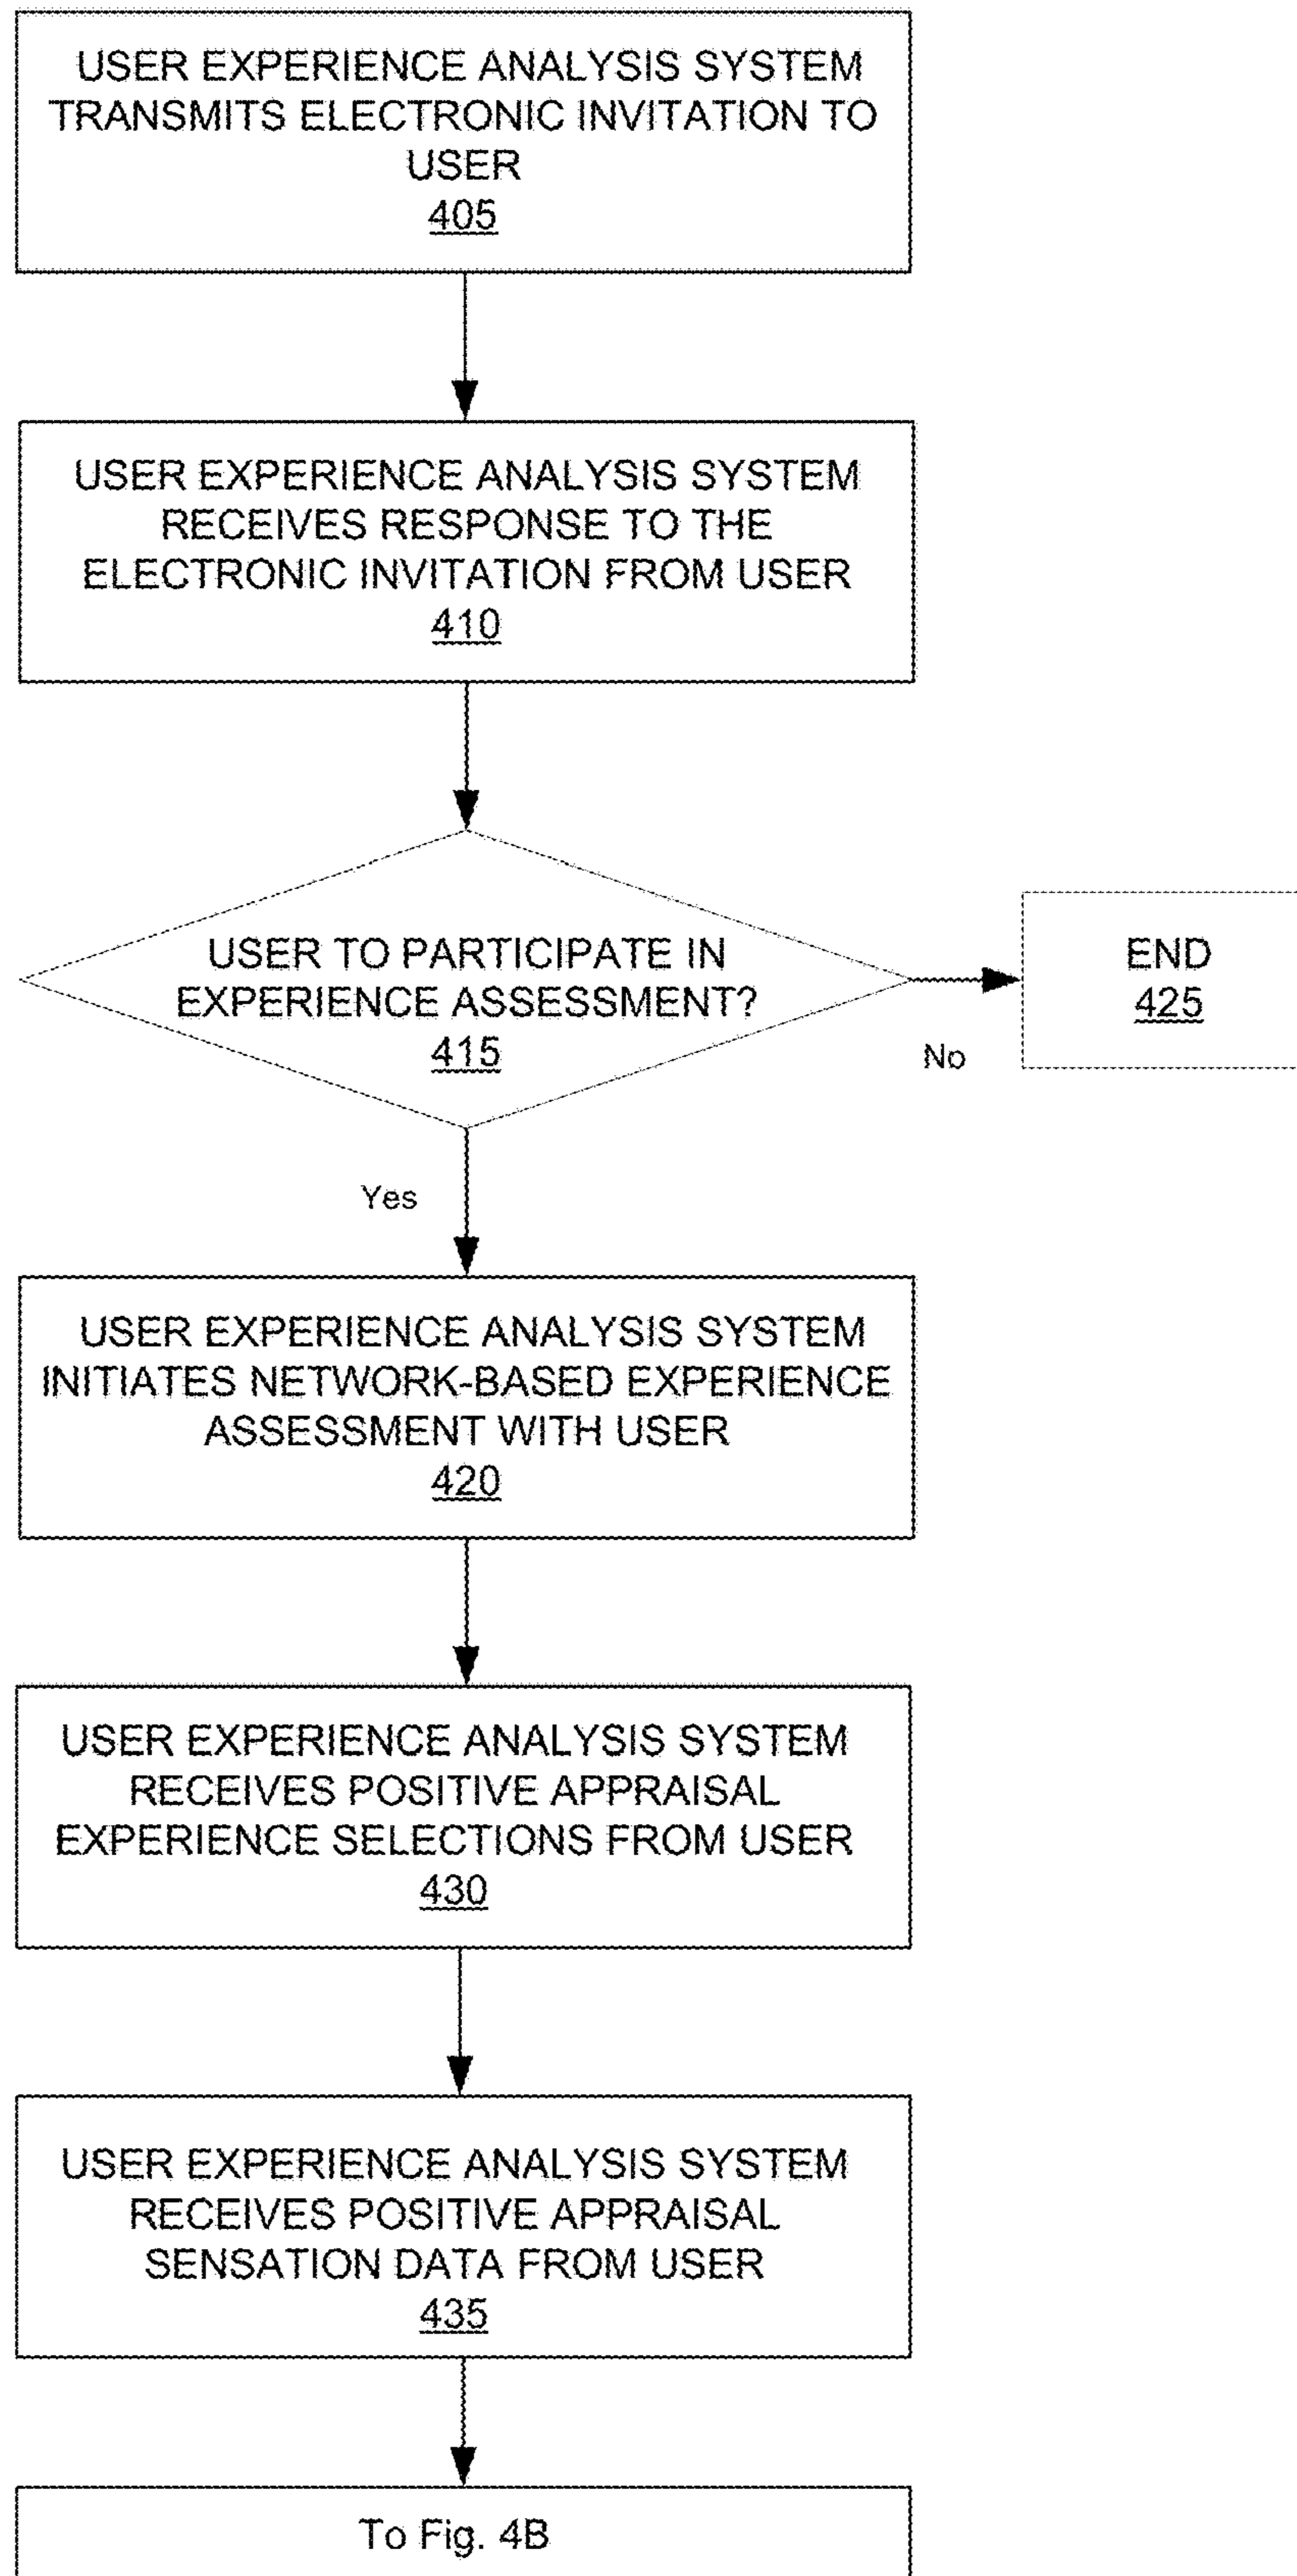 USER EXPERIENCE ANALYSIS SYSTEM
TRANSMITS ELECTRONIC INVITATION TO
USER
405
USER EXPERIENCE ANALYSIS SYSTEM
RECEIVES RESPONSE TO THE
ELECTRONIC INVITATION FROM USER
410
USER TO PARTICIPATE IN
EXPERIENCE ASSESSMENT?
415
No
END
425
Yes
USER EXPERIENCE ANALYSIS SYSTEM
INITIATES NETWORK-BASED EXPERIENCE
ASSESSMENT WITH USER
420
USER EXPERIENCE ANALYSIS SYSTEM
RECEIVES POSITIVE APPRAISAL
EXPERIENCE SELECTIONS FROM USER
430
USER EXPERIENCE ANALYSIS SYSTEM
RECEIVES POSITIVE APPRAISAL
SENSATION DATA FROM USER
435
To Fig. 4B